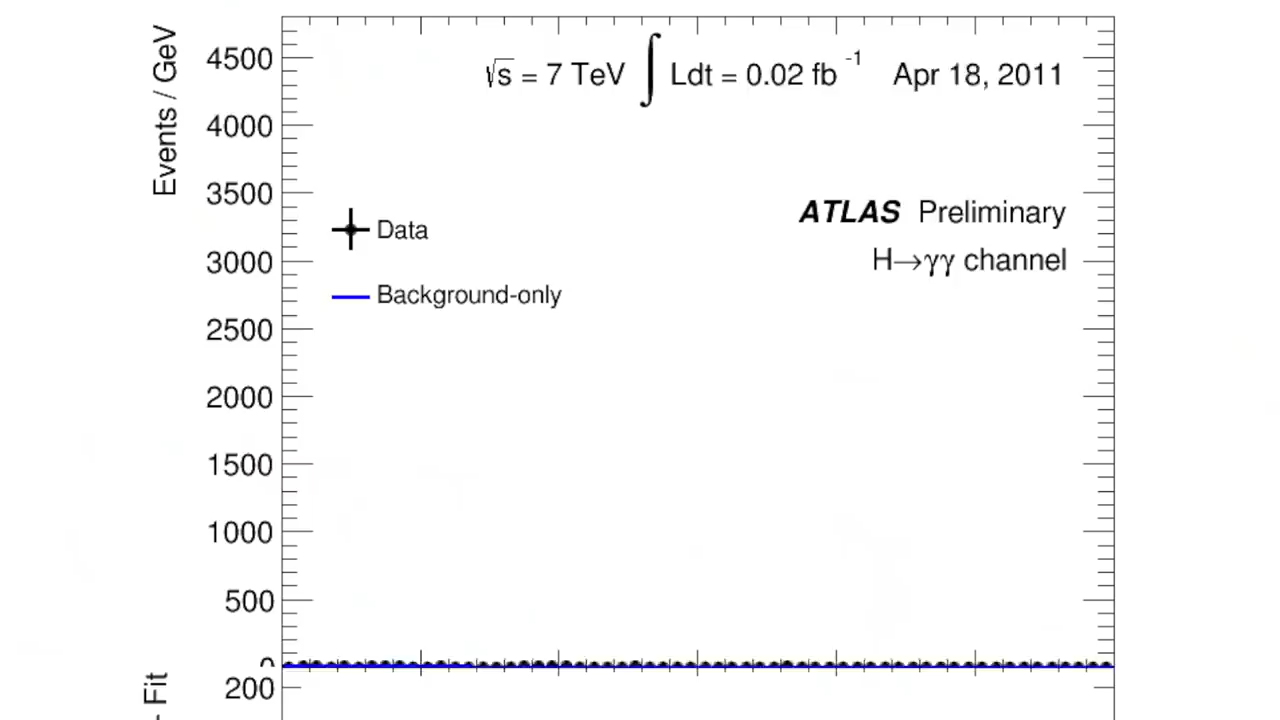 Events / GeV
4500
4000
3500
3000
2500
2000
1500
1000
500
0
200
- Fit
√s = 7 TeV ∫ Ldt = 0.02 fb -1 Apr 18, 2011
ATLAS Preliminary
H→γγ channel
Data
Background-only